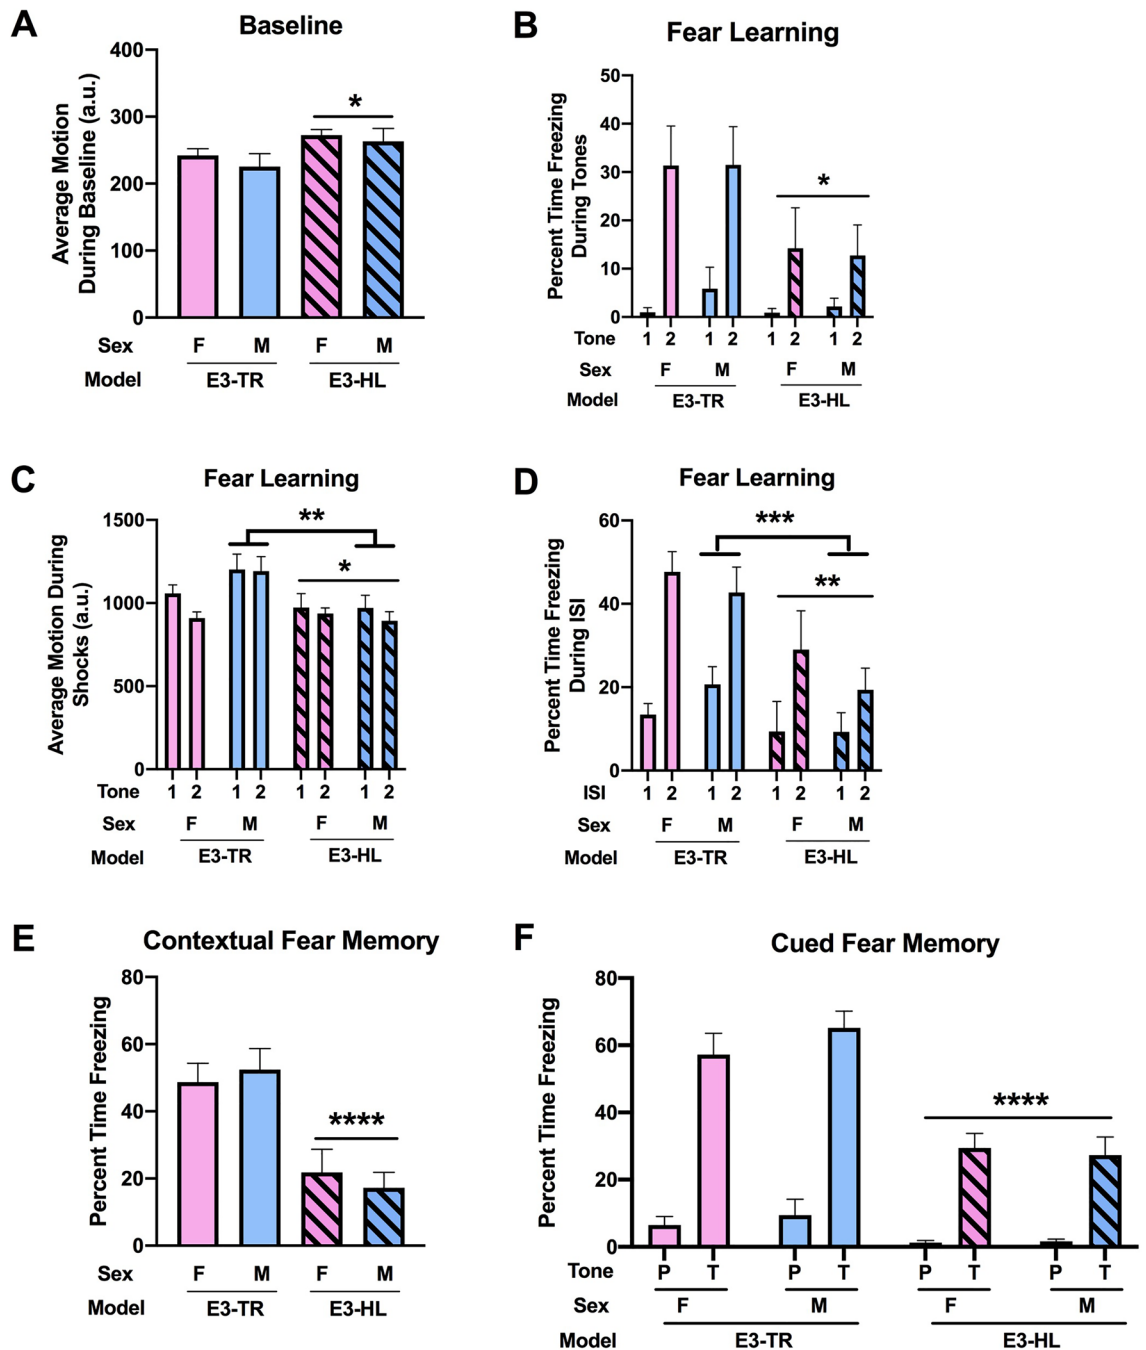 A
Baseline
Average Motion
During Baseline (a.u.)
400
300
200
100
0
*
Sex F M F M
Model E3-TR E3-HL
B
Fear Learning
Percent Time Freezing
During Tones
50
40
30
20
10
0
*
Tone 1 2 1 2 1 2 1 2
Sex F M F M
Model E3-TR E3-HL
C
Fear Learning
Average Motion During
Shocks (a.u.)
1500
1000
500
0
**
*
Tone 1 2 1 2 1 2 1 2
Sex F M F M
Model E3-TR E3-HL
D
Fear Learning
Percent Time Freezing
During ISI
60
40
20
0
***
**
ISI 1 2 1 2 1 2 1 2
Sex F M F M
Model E3-TR E3-HL
E
Contextual Fear Memory
Percent Time Freezing
80
60
40
20
0
****
Sex F M F M
Model E3-TR E3-HL
F
Cued Fear Memory
Percent Time Freezing
80
60
40
20
0
****
Tone P T P T P T P T
Sex F M F M
Model E3-TR E3-HL